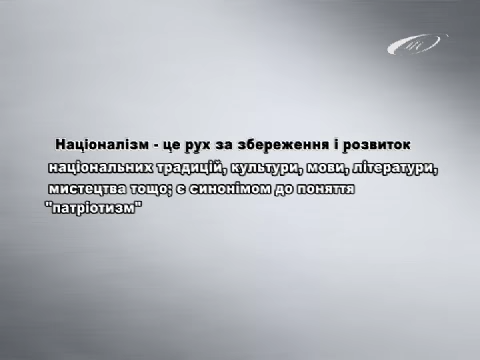 Націоналізм - це рух за збереження і розвиток
національних традицій, культури, мови, літератури,
мистецтва тощо; є синонімом до поняття
"патріотизм"